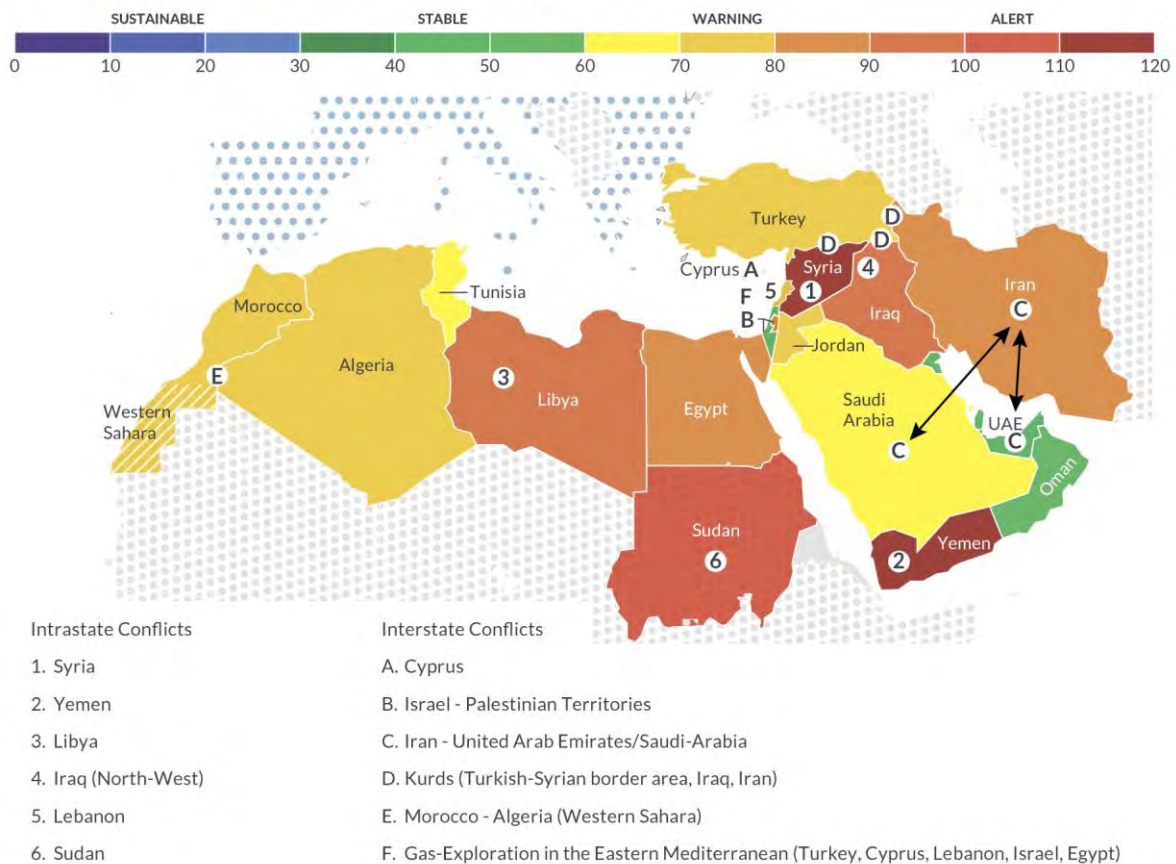 SUSTAINABLE STABLE WARNING ALERT
0 10 20 30 40 50 60 70 80 90 100 105 120
Turkey
D
D D
Cyprus A
Syria
4
F 5 1
Iran
B
Iraq
C
Morocco
Tunisia
Jordan
Algeria
E
3
Libya
Egypt
Saudi
Arabia
UAE
C
C
Western
Sahara
Oman
Sudan
Yemen
6
2
Intrastate Conflicts
1. Syria
2. Yemen
3. Libya
4. Iraq (North-West)
5. Lebanon
6. Sudan
Interstate Conflicts
A. Cyprus
B. Israel - Palestinian Territories
C. Iran - United Arab Emirates/Saudi-Arabia
D. Kurds (Turkish-Syrian border area, Iraq, Iran)
E. Morocco - Algeria (Western Sahara)
F. Gas-Exploration in the Eastern Mediterranean (Turkey, Cyprus, Lebanon, Israel, Egypt)